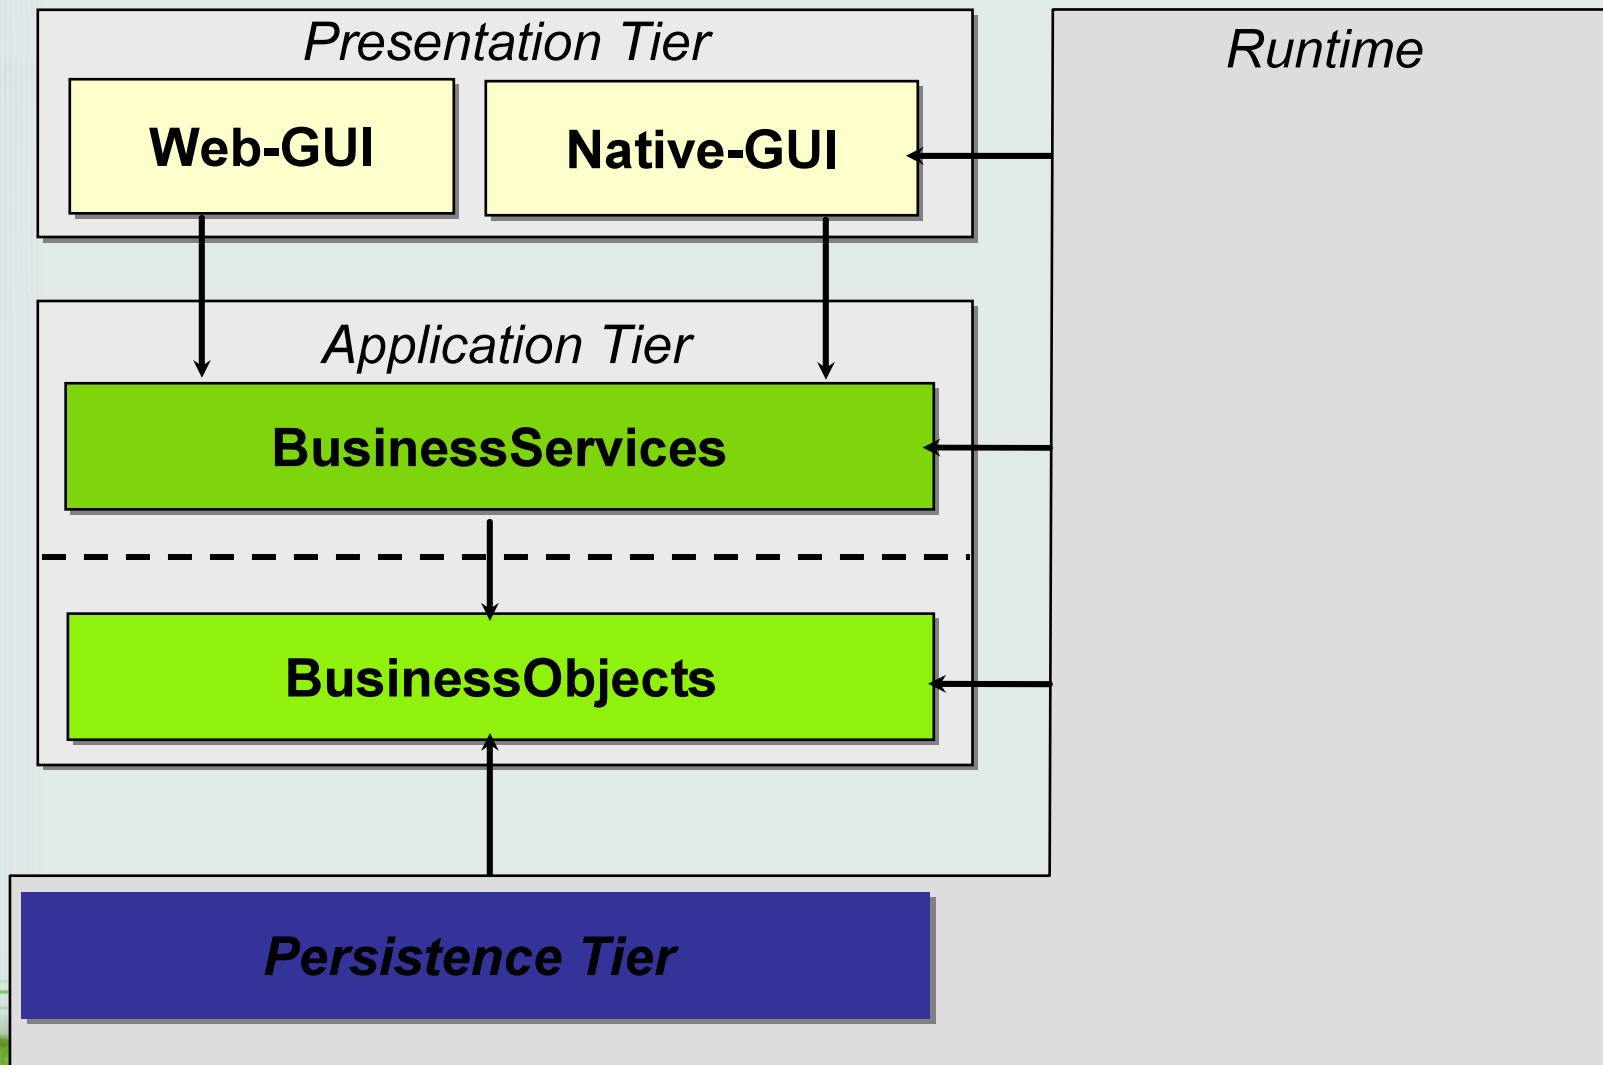 Presentation Tier
Runtime
Web-GUI
Native-GUI
Application Tier
BusinessServices
BusinessObjects
Persistence Tier